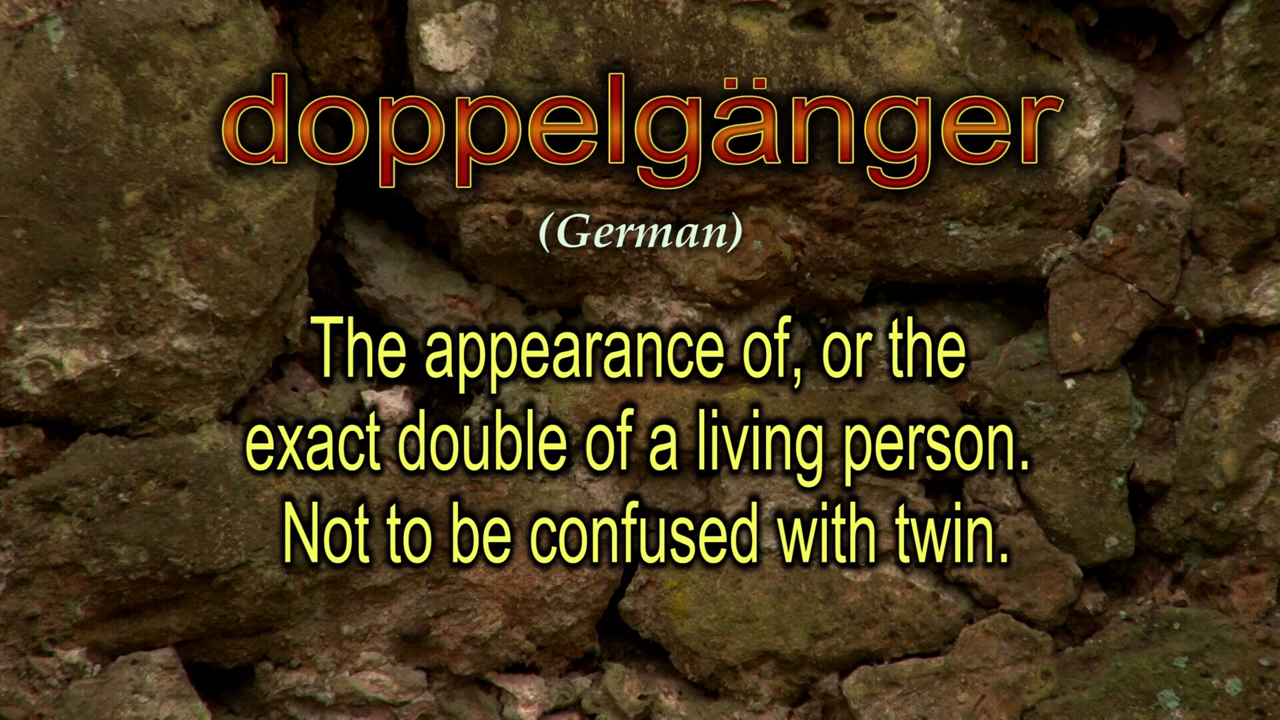 doppelgänger
(German)
The appearance of, or the
exact double of a living person.
Not to be confused with twin.